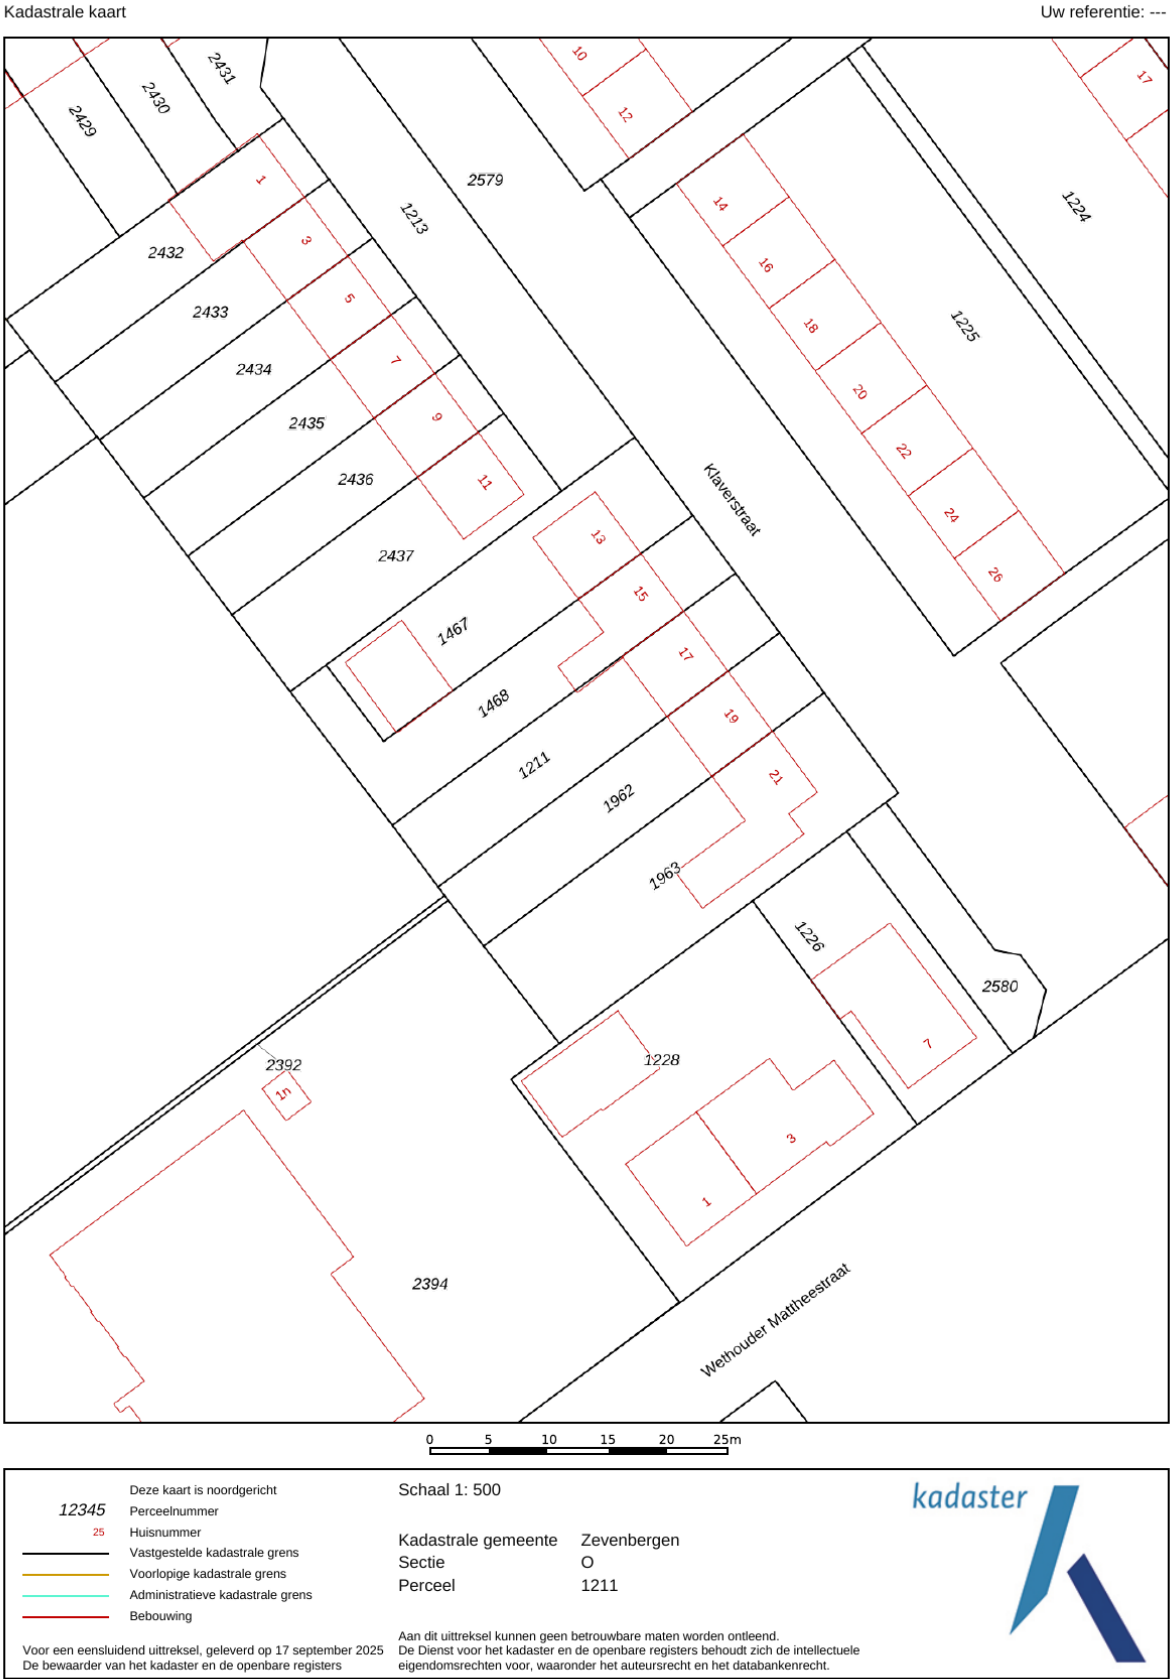 Kadastrale kaart
Uw referentie: ---
2431
2430
2429
10
12
17
2579
1
1213
1224
14
3
2432
16
5
2433
18
1225
7
2434
20
9
2435
22
11
2436
24
Klaverstraat
13
2437
26
15
1467
17
1468
19
1211
21
1962
1963
1226
2580
7
2392
1228
1n
3
1
2394
Wethouder Mattheestraat
0 5 10 15 20 25m
Deze kaart is noordgericht
12345 Perceelnummer
25 Huisnummer
Vastgestelde kadastrale grens
Voorlopige kadastrale grens
Administratieve kadastrale grens
Bebouwing
Voor een eensluidend uittreksel, geleverd op 17 september 2025
De bewaarder van het kadaster en de openbare registers
Schaal 1: 500
Kadastrale gemeente Zevenbergen
Sectie O
Perceel 1211
Aan dit uittreksel kunnen geen betrouwbare maten worden ontleend.
De Dienst voor het kadaster en de openbare registers behoudt zich de intellectuele
eigendomsrechten voor, waaronder het auteursrecht en het databankenrecht.
kadaster